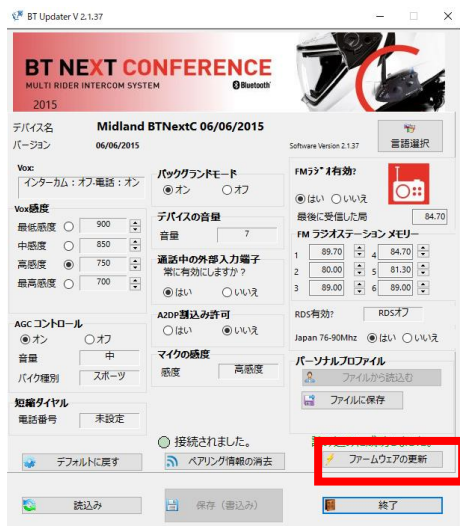 BT Updater V 2.1.37
BT NEXT CONFERENCE
MULTI RIDER INTERCOM SYSTEM
Bluetooth
2015
デバイス名 Midland BTNextC 06/06/2015
バージョン 06/06/2015
Software Version 2.1.37
言語選択
Vox:
インターカム：オフ-電話：オン
Vox感度
最低感度 900
中感度 850
高感度 750
最高感度 700
AGC コントロール
オン オフ
音量 中
バイク種別 スポーツ
短縮ダイヤル
電話番号 未設定
バックグランドモード
オン オフ
デバイスの音量
音量 7
通話中の外部入力端子
常に有効にしますか？
はい いいえ
A2DP割込み許可
はい いいえ
マイクの感度
感度 高感度
FMラジオ有効?
はい いいえ
最後に受信した局 84.70
FM ラジオステーション メモリー
1 89.70 4 84.70
2 80.00 5 81.30
3 89.00 6 89.00
RDS有効? RDSオフ
Japan 76-90Mhz はい いいえ
パーソナルプロファイル
ファイルから読込む
ファイルに保存
接続されました。
デフォルトに戻す
ペアリング情報の消去
ファームウェアの更新
読込み
保存（書込み）
終了